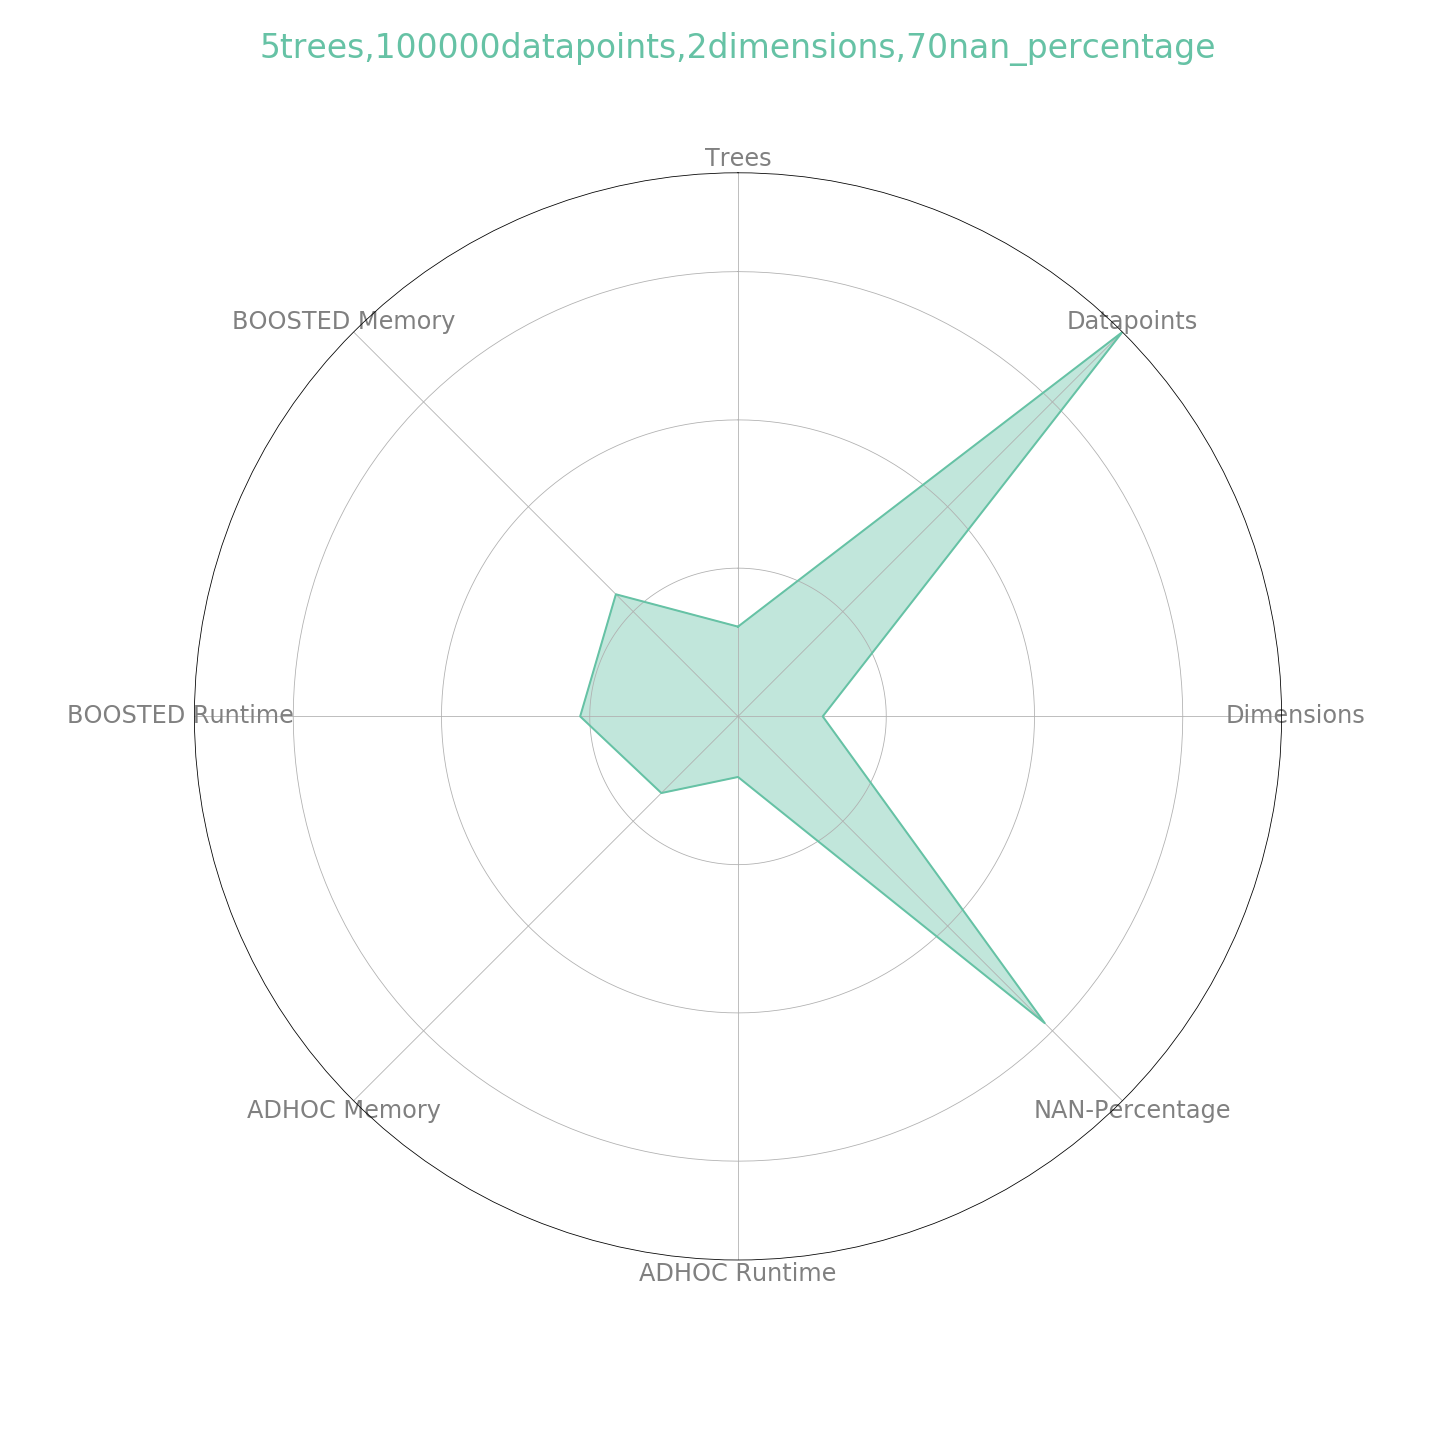 5trees,100000datapoints,2dimensions,70nan_percentage
Trees
BOOSTED Memory
Datapoints
BOOSTED Runtime
Dimensions
ADHOC Memory
NAN-Percentage
ADHOC Runtime